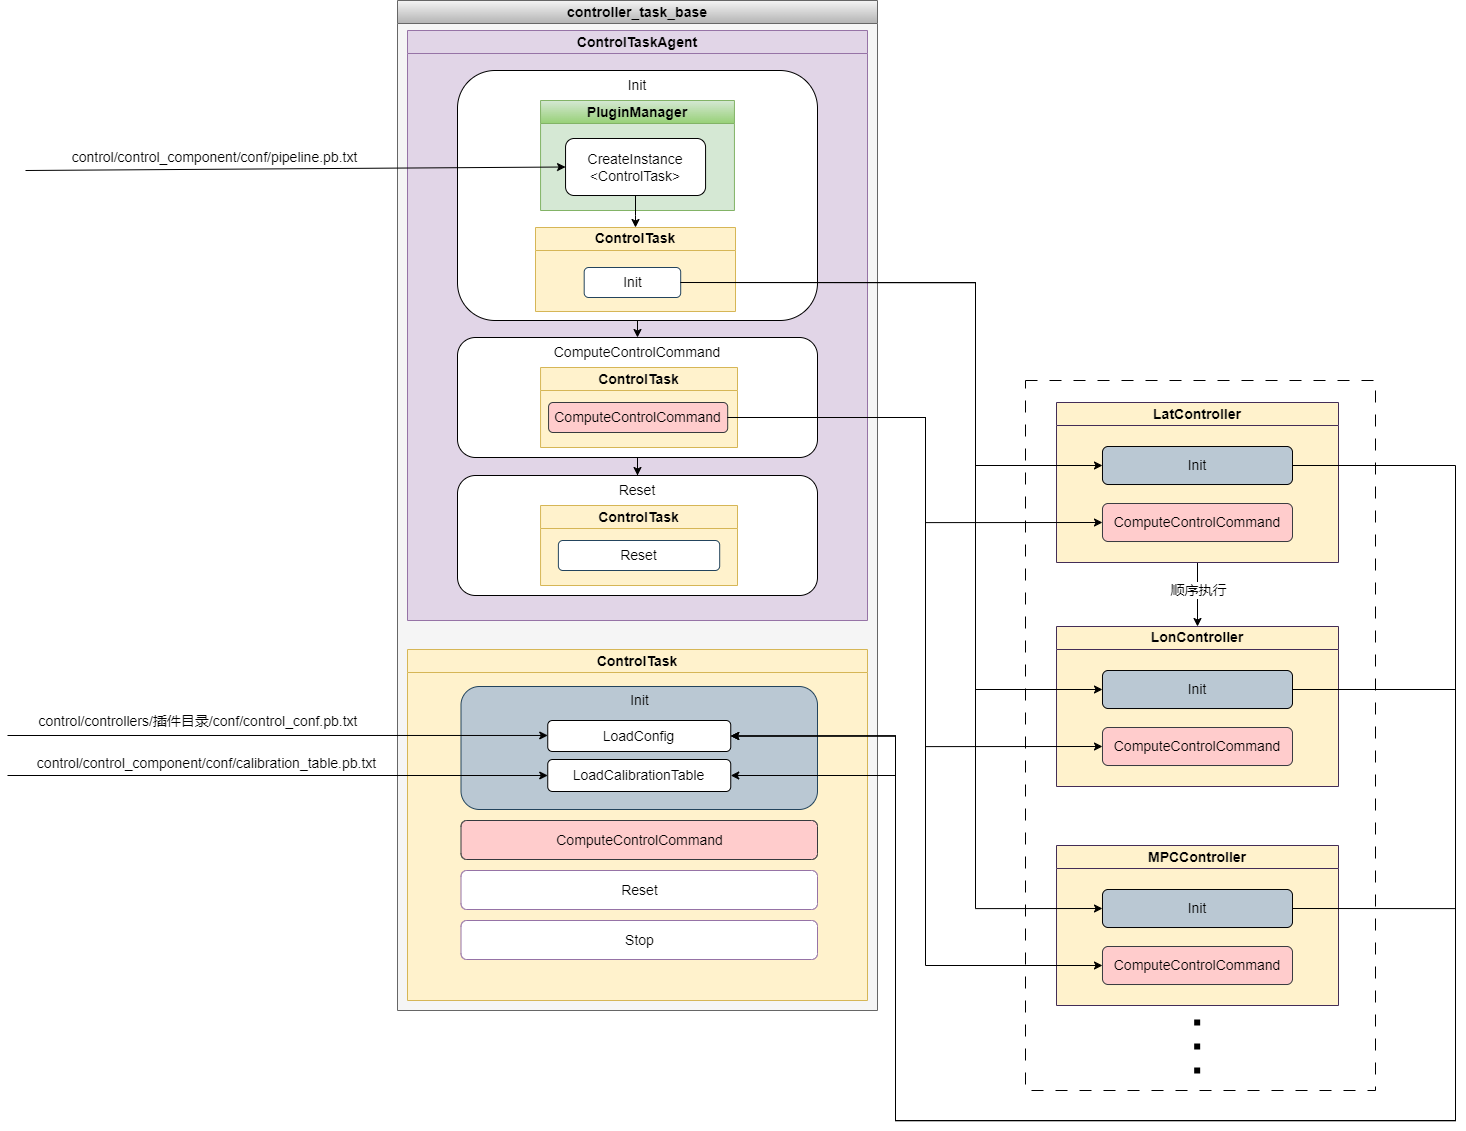 controller_task_base
ControlTaskAgent
Init
PluginManager
control/control_component/conf/pipeline.pb.txt
CreateInstance
<ControlTask>
ControlTask
Init
ComputeControlCommand
ControlTask
ComputeControlCommand
Reset
ControlTask
Reset
ControlTask
Init
control/controllers/插件目录/conf/control_conf.pb.txt
LoadConfig
control/control_component/conf/calibration_table.pb.txt
LoadCalibrationTable
ComputeControlCommand
Reset
Stop
LatController
Init
ComputeControlCommand
顺序执行
LonController
Init
ComputeControlCommand
MPCController
Init
ComputeControlCommand